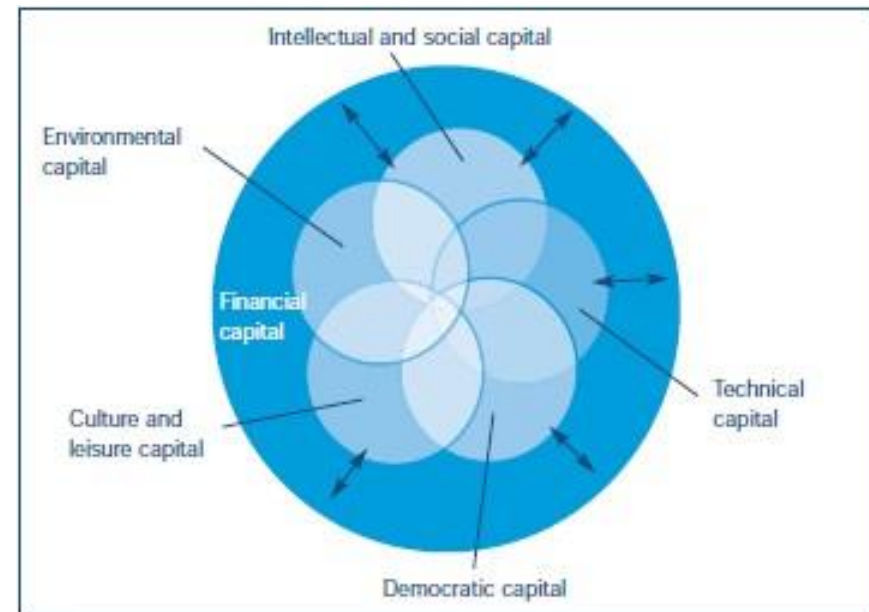 Intellectual and social capital
Environmental
capital
Financial
capital
Technical
capital
Culture and
leisure capital
Democratic capital